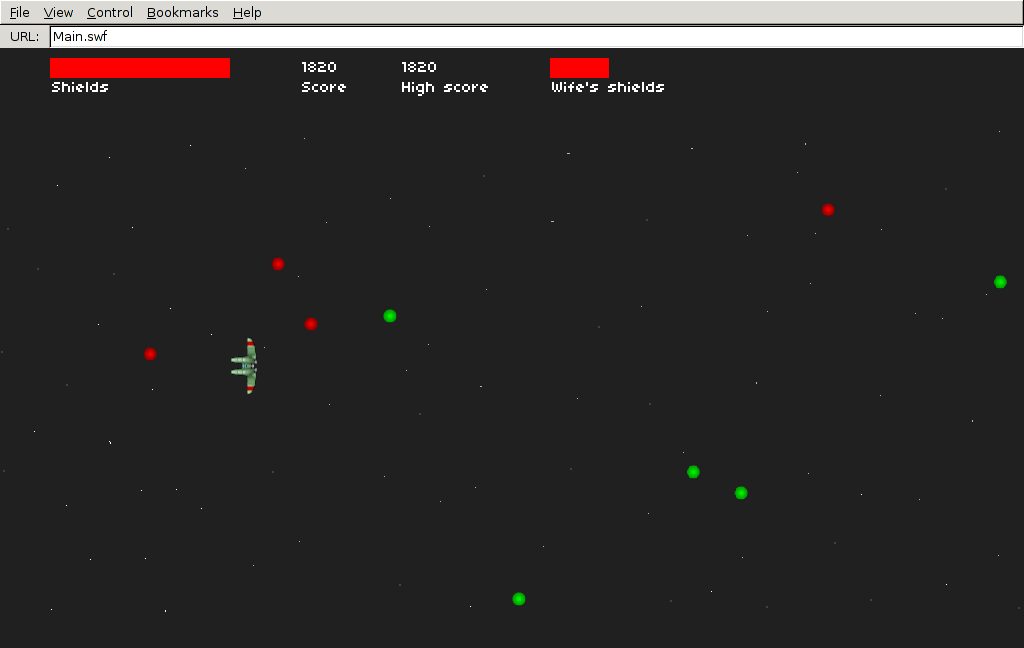 File View Control Bookmarks Help
URL: Main.swf
1820 1820
Shields Score High score Wife's shields